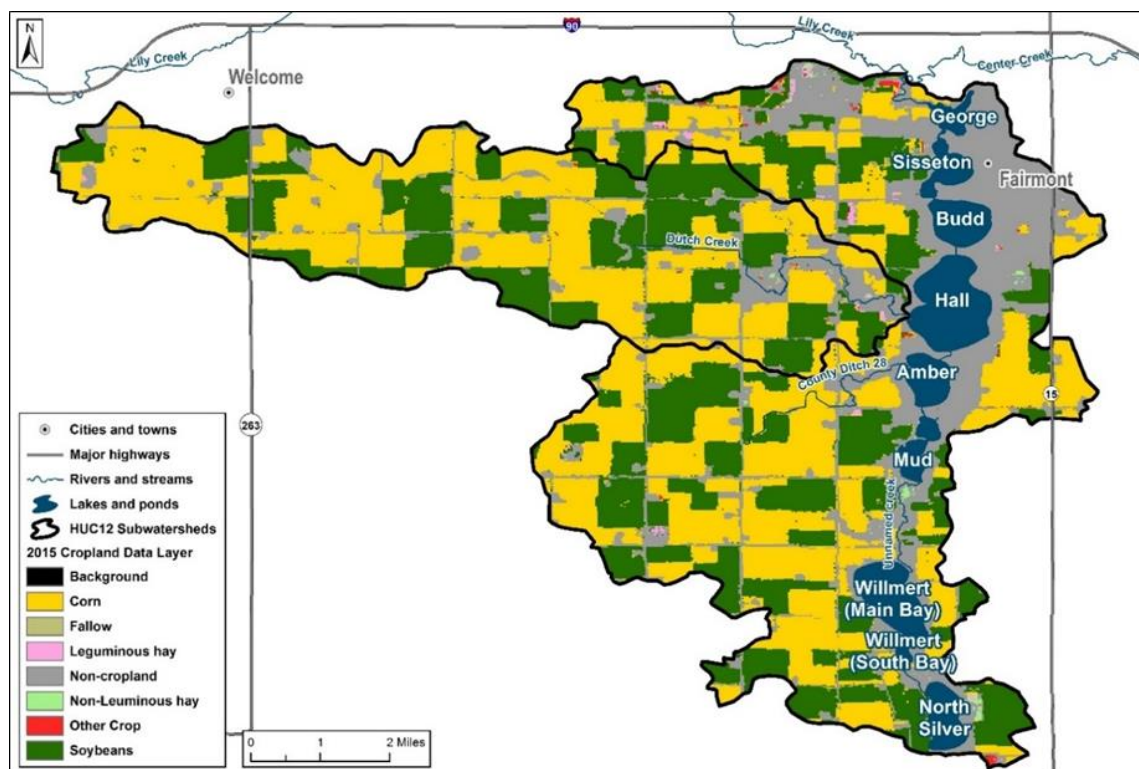 N
Lily Creek
90
Lily Creek
Center Creek
Welcome
George
Sisseton
Fairmont
Budd
Dutch Creek
Hall
County Ditch 28
Amber
15
263
Mud
Unnamed creek
Willmert
(Main Bay)
Willmert
(South Bay)
North
Silver
Cities and towns
Major highways
Rivers and streams
Lakes and ponds
HUC12 Subwatersheds
2015 Cropland Data Layer
Background
Corn
Fallow
Leguminous hay
Non-cropland
Non-Leuminous hay
Other Crop
Soybeans
0 1 2 Miles